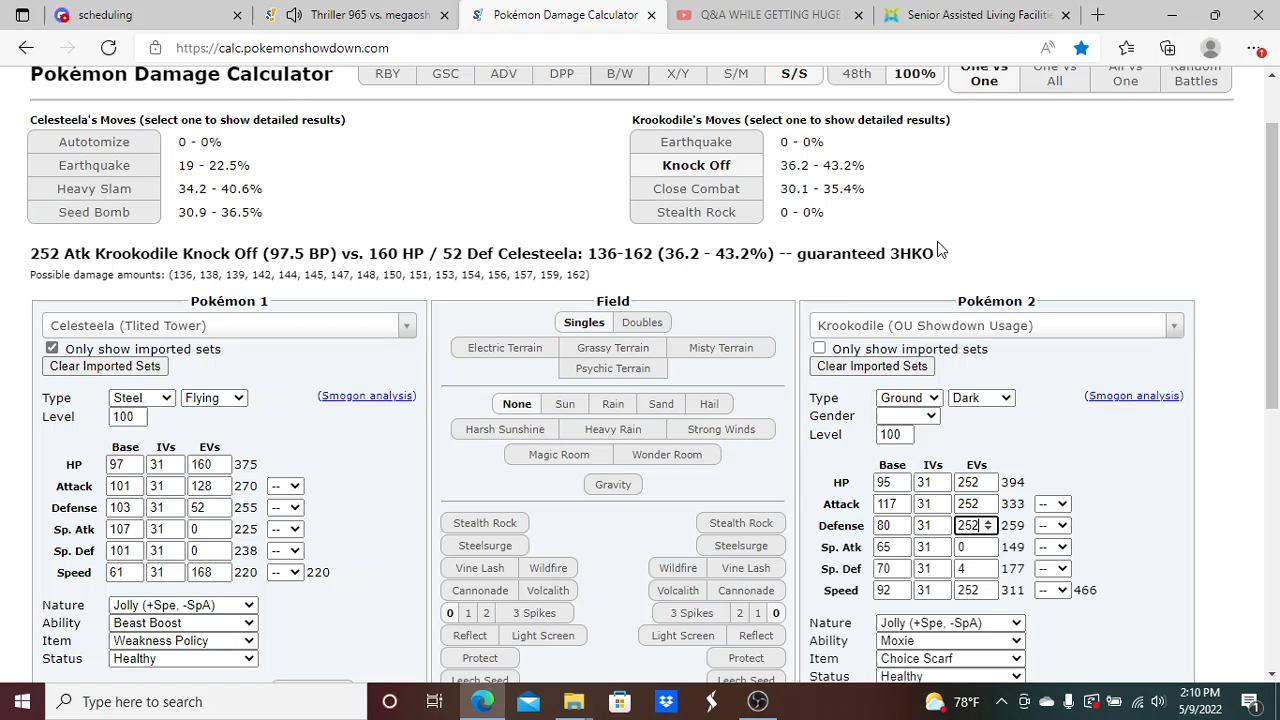 scheduling
Thriller 965 vs. megaosh
Pokémon Damage Calculator
Q&A WHILE GETTING HUGE
Senior Assisted Living Faciliti
https://calc.pokemonshowdown.com
Pokémon Damage Calculator
RBY GSC ADV DPP B/W X/Y S/M S/S 48th 100% One vs One One vs All All vs One Random Battles
Celesteela's Moves (select one to show detailed results)
Krookodile's Moves (select one to show detailed results)
Autotomize 0 - 0% Earthquake 0 - 0%
Earthquake 19 - 22.5% Knock Off 36.2 - 43.2%
Heavy Slam 34.2 - 40.6% Close Combat 30.1 - 35.4%
Seed Bomb 30.9 - 36.5% Stealth Rock 0 - 0%
252 Atk Krookodile Knock Off (97.5 BP) vs. 160 HP / 52 Def Celesteela: 136-162 (36.2 - 43.2%) -- guaranteed 3HKO
Possible damage amounts: (136, 138, 139, 142, 144, 145, 147, 148, 150, 151, 153, 154, 156, 157, 159, 162)
Pokémon 1
Celesteela (Tlited Tower)
Only show imported sets
Clear Imported Sets
Type Steel Flying (Smogon analysis)
Level 100
Base IVs EVs
HP 97 31 160 375
Attack 101 31 128 270 --
Defense 103 31 52 255 --
Sp. Atk 107 31 0 225 --
Sp. Def 101 31 0 238 --
Speed 61 31 168 220 -- 220
Nature Jolly (+Spe, -SpA)
Ability Beast Boost
Item Weakness Policy
Status Healthy
Field
Singles Doubles
Electric Terrain Grassy Terrain Misty Terrain
Psychic Terrain
None Sun Rain Sand Hail
Harsh Sunshine Heavy Rain Strong Winds
Magic Room Wonder Room
Gravity
Stealth Rock Stealth Rock
Steelsurge Steelsurge
Vine Lash Wildfire Wildfire Vine Lash
Cannonade Volcalith Volcalith Cannonade
0 1 2 3 Spikes 3 Spikes 2 1 0
Reflect Light Screen Light Screen Reflect
Protect Protect
Leech Seed Leech Seed
Pokémon 2
Krookodile (OU Showdown Usage)
Only show imported sets
Clear Imported Sets
Type Ground Dark (Smogon analysis)
Gender
Level 100
Base IVs EVs
HP 95 31 252 394
Attack 117 31 252 333 --
Defense 80 31 252 259 --
Sp. Atk 65 31 0 149 --
Sp. Def 70 31 4 177 --
Speed 92 31 252 311 -- 466
Nature Jolly (+Spe, -SpA)
Ability Moxie
Item Choice Scarf
Status Healthy
Type here to search
78°F
2:10 PM
5/9/2022
1